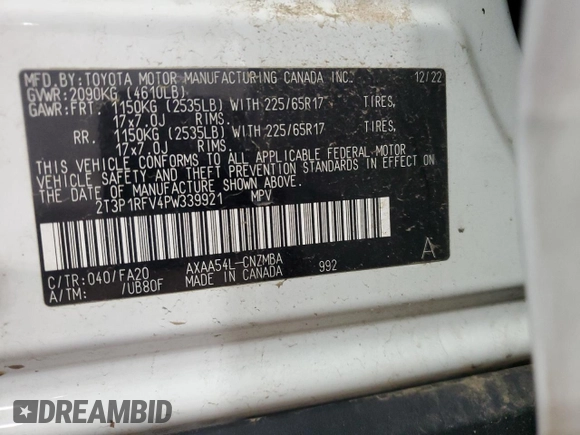 MFD.BY:TOYOTA MOTOR MANUFACTURING CANADA INC. 12/22
GVWR:2090KG (4610LB)
GAWR:FRT. 1150KG (2535LB) WITH 225/65R17 TIRES,
17x7.0J RIMS.
RR. 1150KG (2535LB) WITH 225/65R17 TIRES,
17x7.0J RIMS.
THIS VEHICLE CONFORMS TO ALL APPLICABLE FEDERAL MOTOR
VEHICLE SAFETY AND THEFT PREVENTION STANDARDS IN EFFECT ON
THE DATE OF MANUFACTURE SHOWN ABOVE.
2T3P1RFV4PW339921 MPV
C/TR:040/FA20 AXAA54L-CNZMBA 992 A
A/TM: /UB80F MADE IN CANADA
DREAMBID